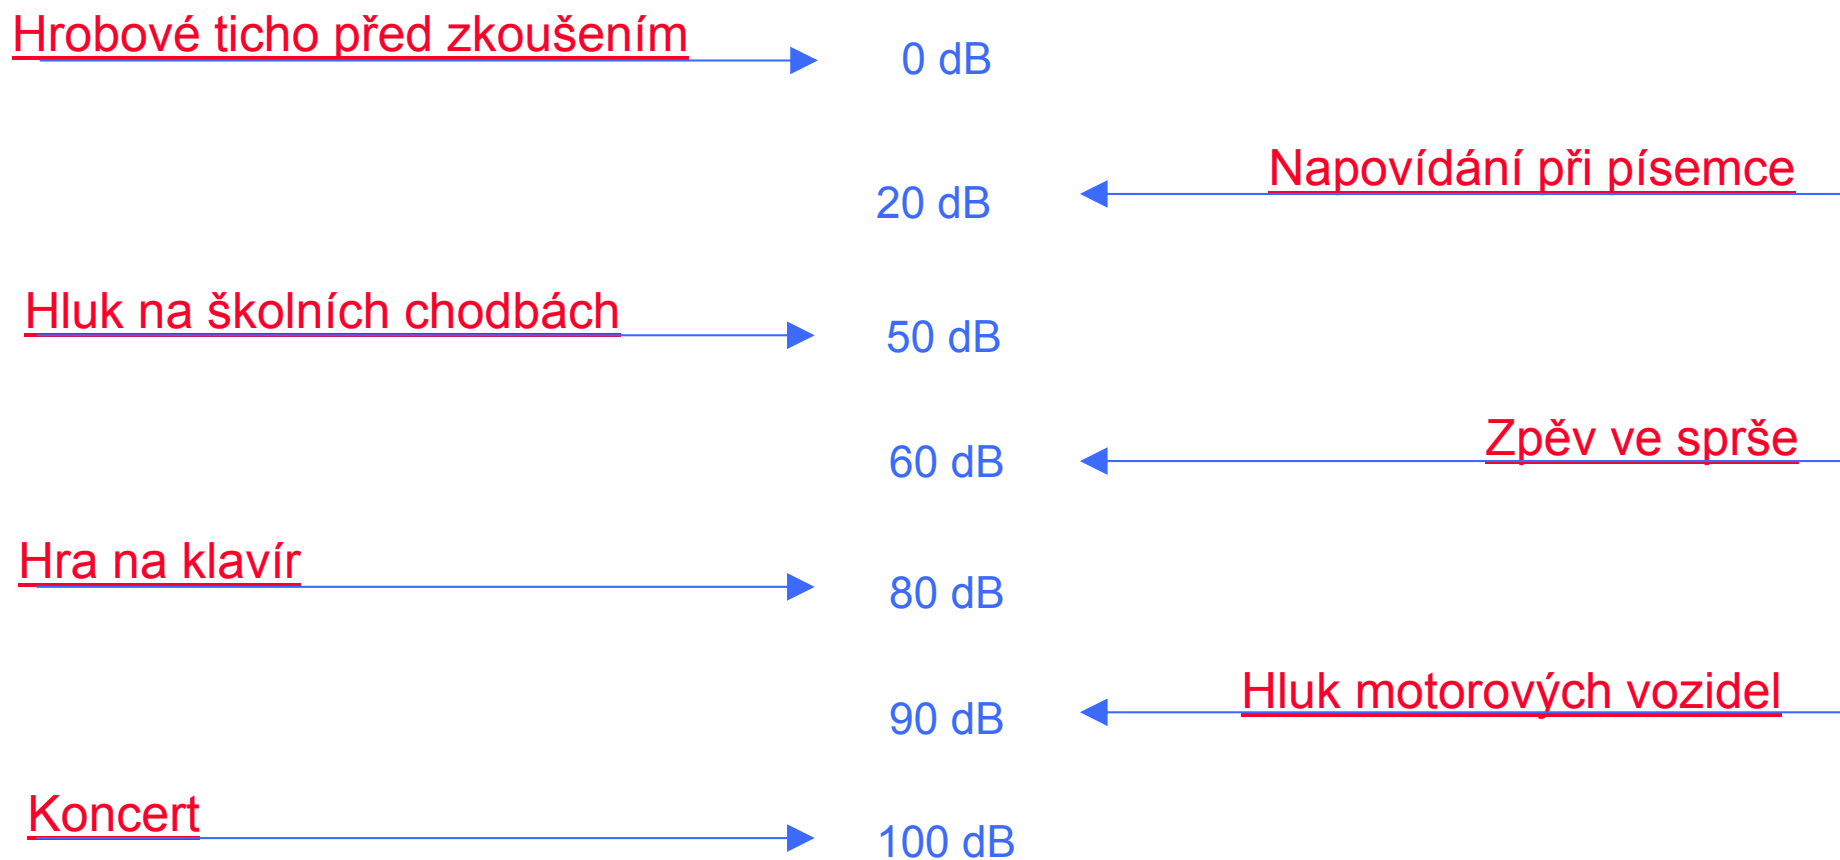 Hrobové ticho před zkoušením
0 dB
Napovídání při písemce
20 dB
Hluk na školních chodbách
50 dB
Zpěv ve sprše
60 dB
Hra na klavír
80 dB
Hluk motorových vozidel
90 dB
Koncert
100 dB